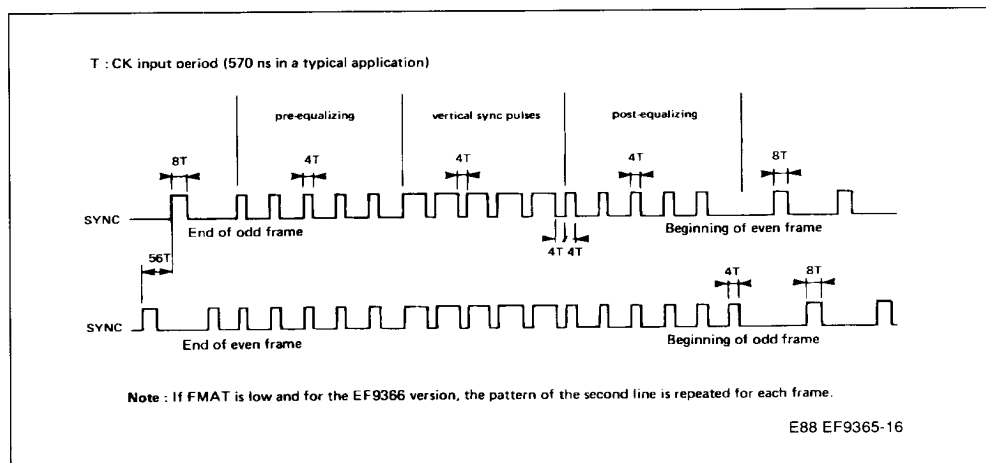 T : CK input period (570 ns in a typical application)
pre-equalizing
vertical sync pulses
post-equalizing
8T
4T
4T
4T
8T
SYNC
End of odd frame
Beginning of even frame
4T
4T
56T
4T
8T
SYNC
End of even frame
Beginning of odd frame
Note : If FMAT is low and for the EF9366 version, the pattern of the second line is repeated for each frame.
E88 EF9365-16